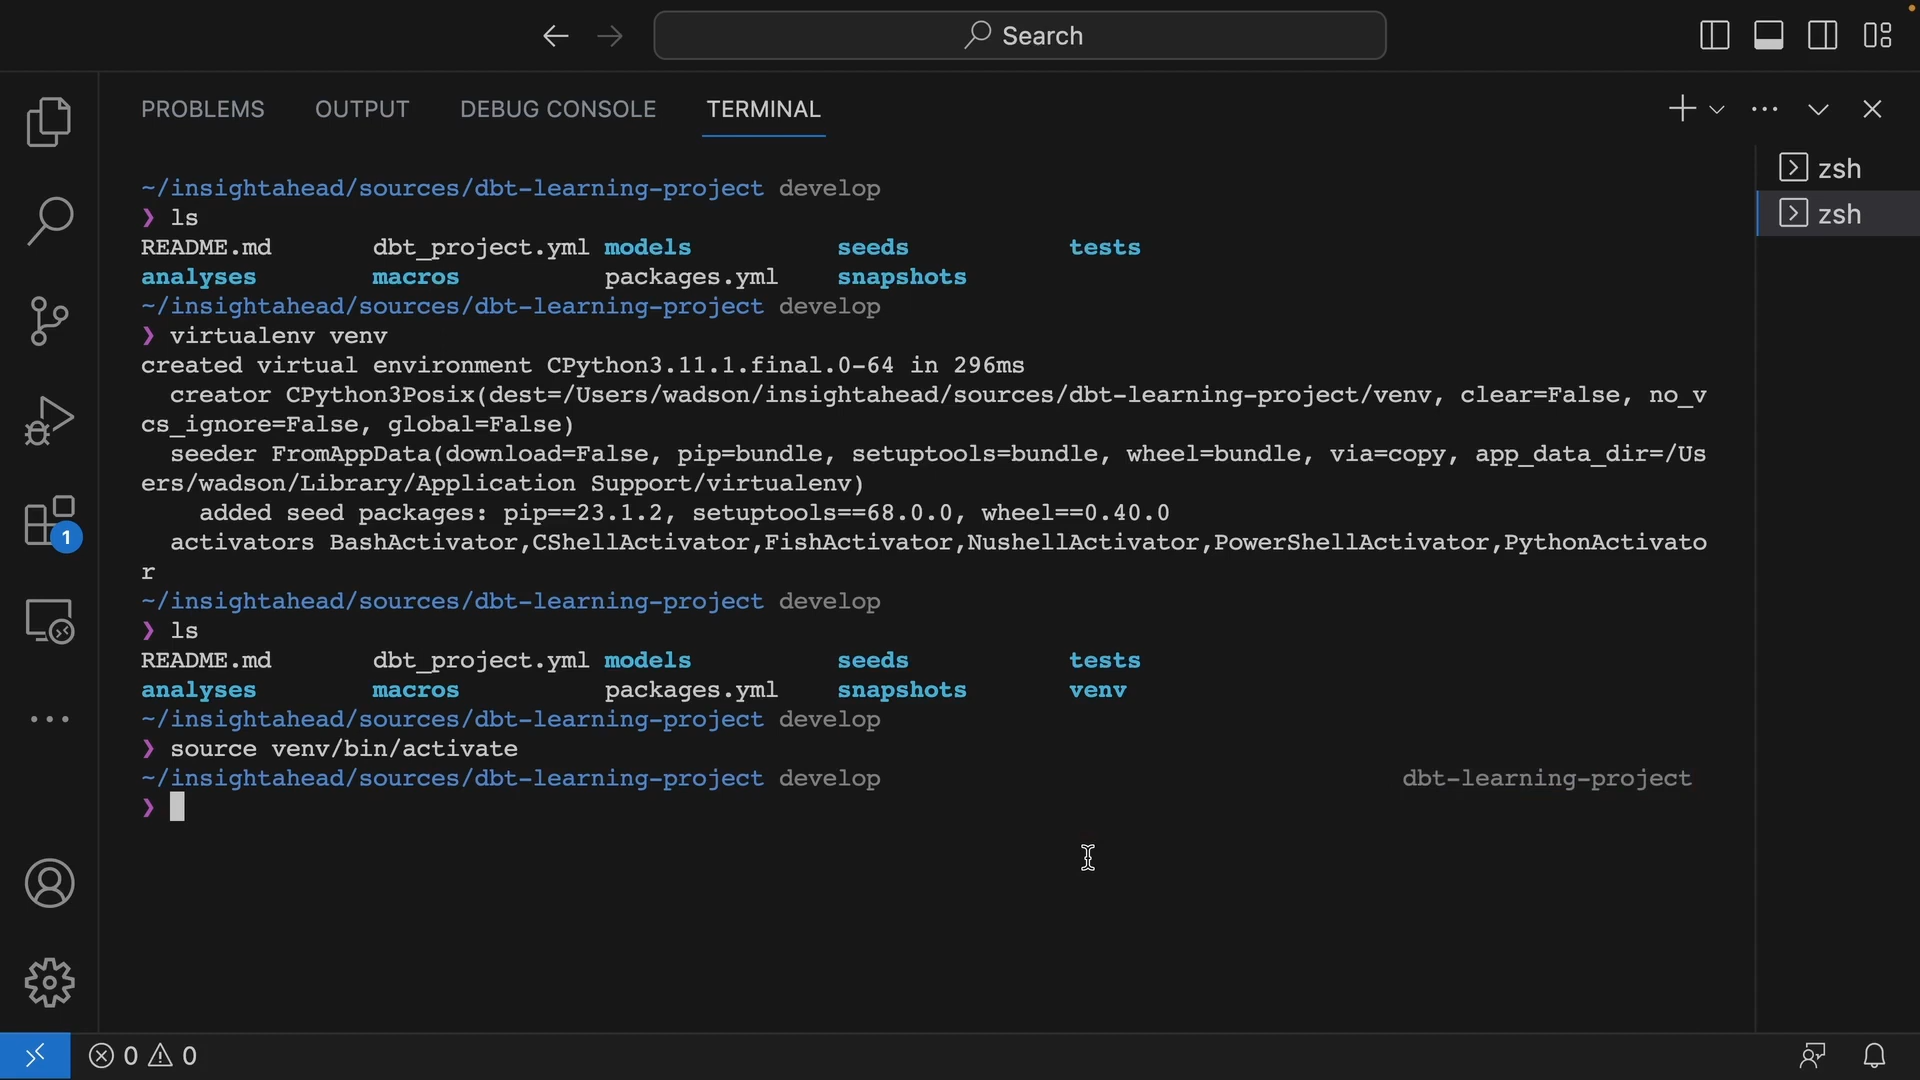 Search
PROBLEMS OUTPUT DEBUG CONSOLE TERMINAL
zsh
zsh
~/insightahead/sources/dbt-learning-project develop
❯ ls
README.md dbt_project.yml models seeds tests
analyses macros packages.yml snapshots
~/insightahead/sources/dbt-learning-project develop
❯ virtualenv venv
created virtual environment CPython3.11.1.final.0-64 in 296ms
creator CPython3Posix(dest=/Users/wadson/insightahead/sources/dbt-learning-project/venv, clear=False, no_v
cs_ignore=False, global=False)
seeder FromAppData(download=False, pip=bundle, setuptools=bundle, wheel=bundle, via=copy, app_data_dir=/Us
ers/wadson/Library/Application Support/virtualenv)
added seed packages: pip==23.1.2, setuptools==68.0.0, wheel==0.40.0
activators BashActivator,CShellActivator,FishActivator,NushellActivator,PowerShellActivator,PythonActivato
r
~/insightahead/sources/dbt-learning-project develop
❯ ls
README.md dbt_project.yml models seeds tests
analyses macros packages.yml snapshots venv
~/insightahead/sources/dbt-learning-project develop
❯ source venv/bin/activate
~/insightahead/sources/dbt-learning-project develop dbt-learning-project
❯
1
0 0